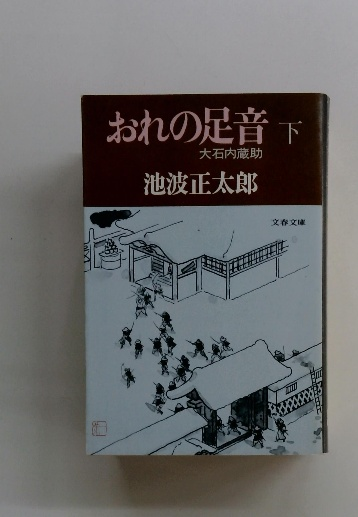 おれの足音 下
大石内蔵助
池波正太郎
文春文庫